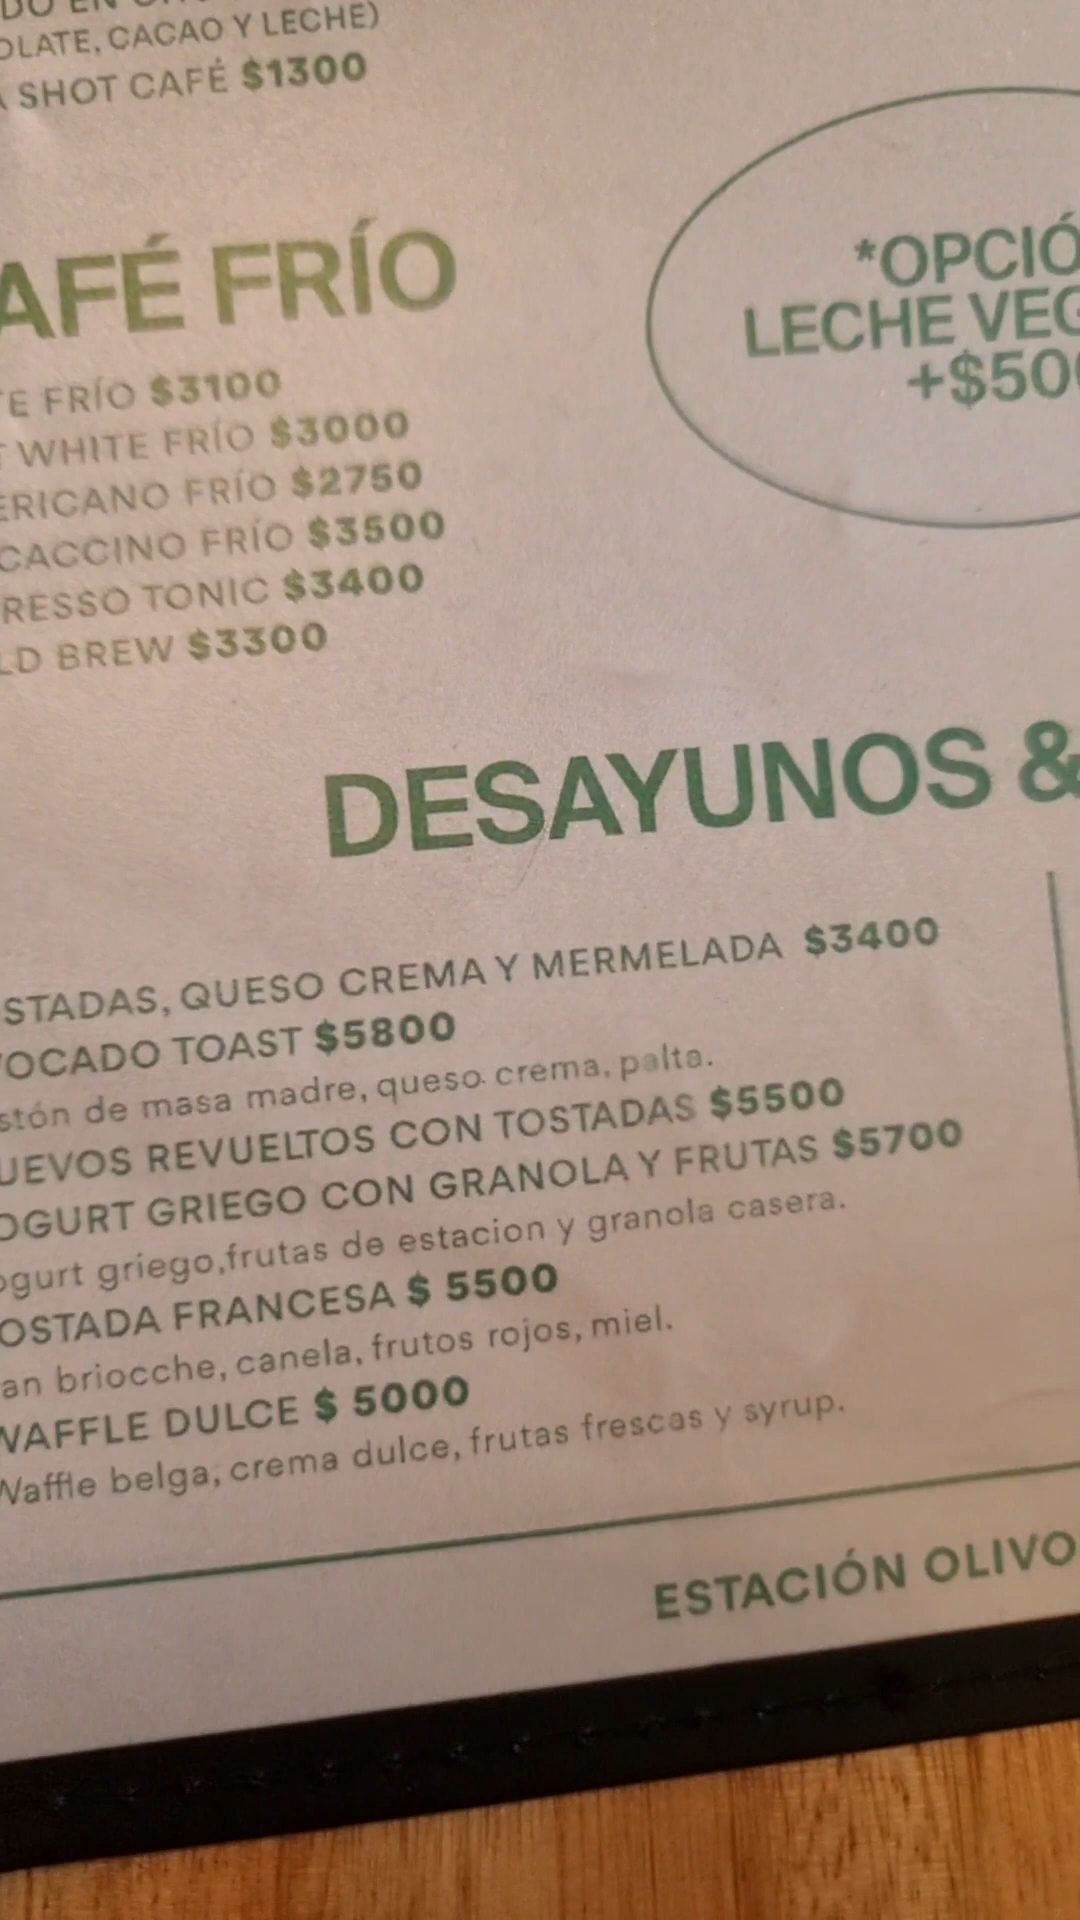 OLATE, CACAO Y LECHE)
A SHOT CAFÉ $1300
AFÉ FRÍO
*OPCIÓ
LECHE VEG
+$50
TE FRÍO $3100
T WHITE FRÍO $3000
ERICANO FRÍO $2750
CACCINO FRÍO $3500
RESSO TONIC $3400
LD BREW $3300
DESAYUNOS &
STADAS, QUESO CREMA Y MERMELADA $3400
VOCADO TOAST $5800
stón de masa madre, queso crema, palta.
UEVOS REVUELTOS CON TOSTADAS $5500
OGURT GRIEGO CON GRANOLA Y FRUTAS $5700
ogurt griego,frutas de estacion y granola casera.
OSTADA FRANCESA $ 5500
an briocche, canela, frutos rojos, miel.
WAFFLE DULCE $ 5000
Waffle belga, crema dulce, frutas frescas y syrup.
ESTACIÓN OLIVO